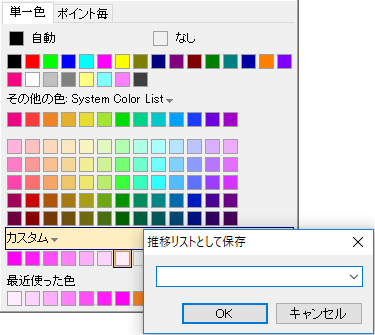 単一色 ポイント毎
自動 なし
その他の色: System Color List
カスタム
最近使った色
推移リストとして保存
OK キャンセル